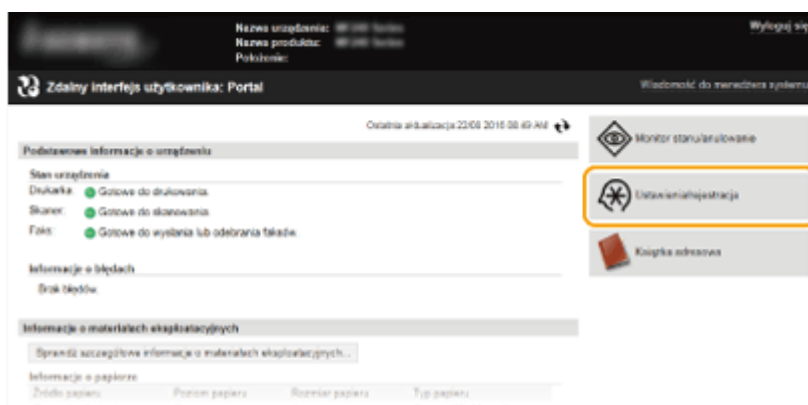 Nazwa urządzenia:
Nazwa produktu:
Położenie:
Wyloguj się
Zdalny interfejs użytkownika: Portal
Wiadomość do menedżera systemu
Ostatnia aktualizacja:22/08 2016 08:49 AM
Podstawowe informacje o urządzeniu
Stan urządzenia
Drukarka: Gotowe do drukowania.
Skaner: Gotowe do skanowania.
Faks: Gotowe do wysłania lub odebrania faksów.
Informacje o błędach
Brak błędów.
Informacje o materiałach eksploatacyjnych
Sprawdź szczegółowe informacje o materiałach eksploatacyjnych...
Informacje o papierze
Źródło papieru Poziom papieru Rozmiar papieru Typ papieru
Monitor stanu/anulowanie
Ustawienia/rejestracja
Książka adresowa